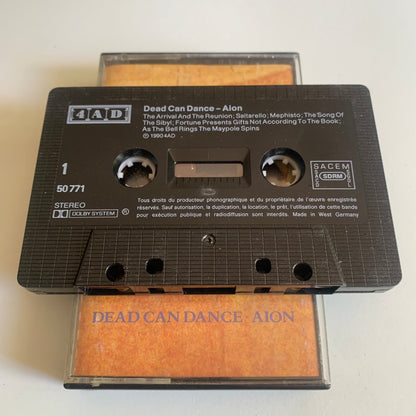 4AD
Dead Can Dance – Aion
The Arrival And The Reunion; Saltarello; Mephisto; The Song Of
The Sibyl; Fortune Presents Gifts Not According To The Book;
As The Bell Rings The Maypole Spins
℗ 1990 4AD
1
50 771
STEREO
DOLBY SYSTEM ®
SACEM
SDRM
Tous droits du producteur phonographique et du propriétaire de l'œuvre enregistrée
réservés. Sauf autorisation, la duplication, la location, le prêt, l'utilisation de cette bande
pour exécution publique et radiodiffusion sont interdits. Made in West Germany
DEAD CAN DANCE AION